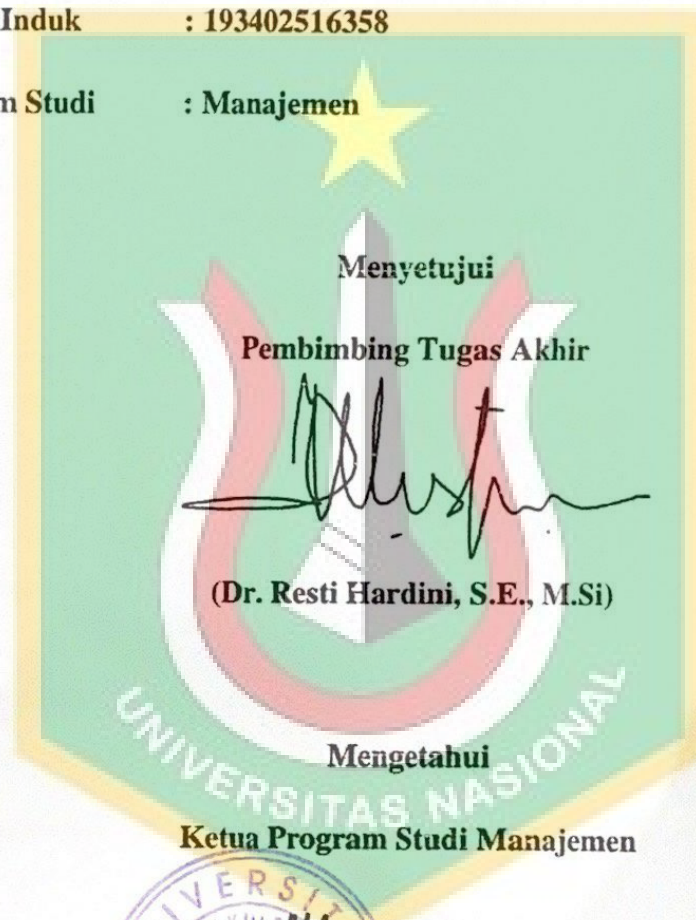 Induk : 193402516358
Studi : Manajemen
Menyetujui
Pembimbing Tugas Akhir
(Dr. Resti Hardini, S.E., M.Si)
UNIVERSITAS NASIONAL
Mengetahui
Ketua Program Studi Manajemen